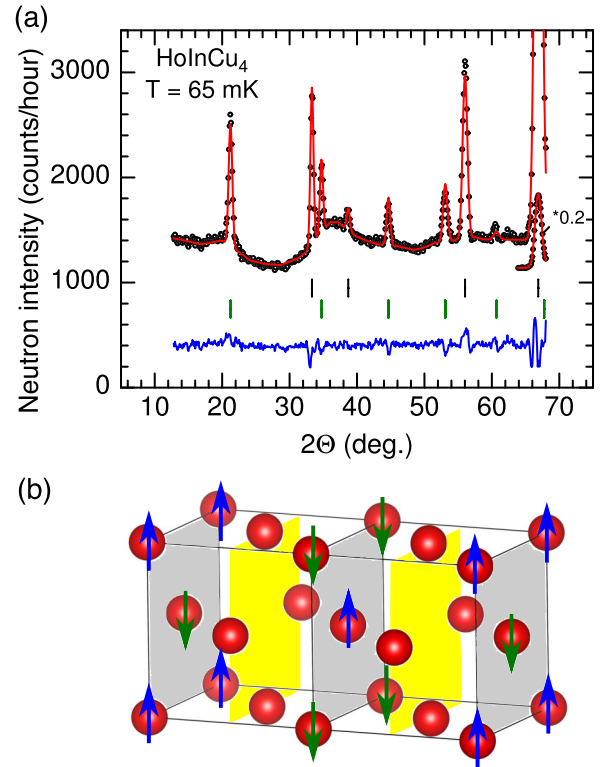 (a)
HoInCu4
T = 65 mK
Neutron intensity (counts/hour)
3000
2000
1000
0
*0.2
10 20 30 40 50 60 70
2Θ (deg.)
(b)